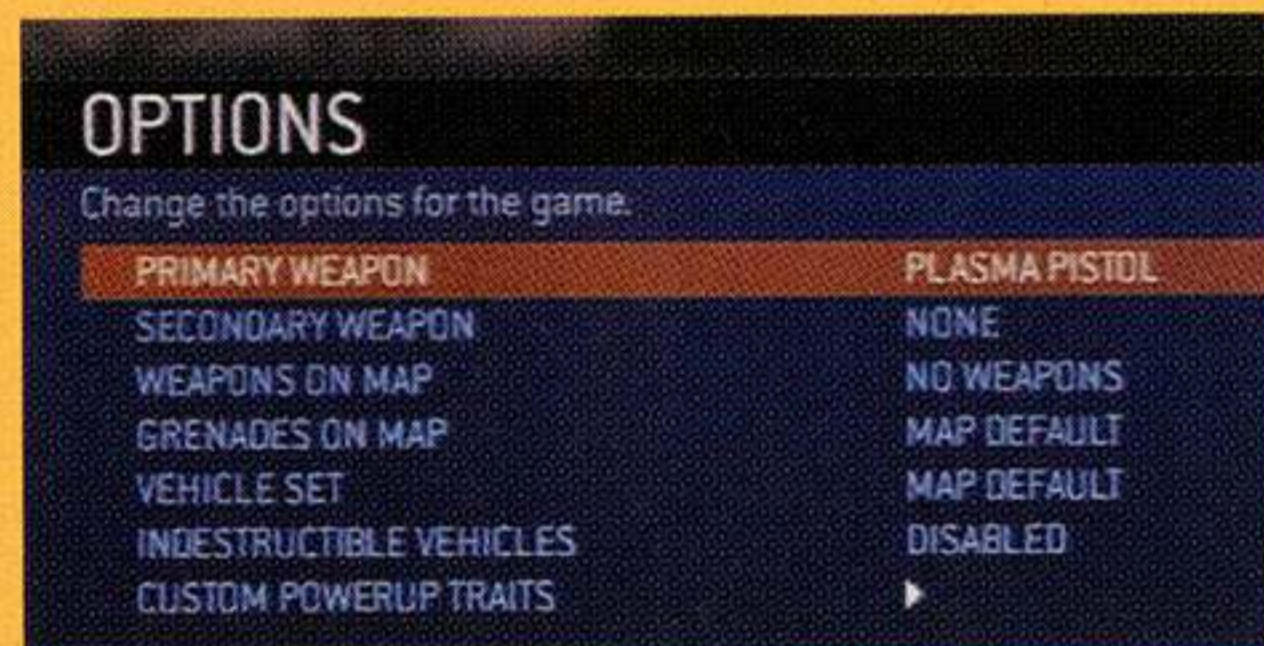 OPTIONS
Change the options for the game.
PRIMARY WEAPON PLASMA PISTOL
SECONDARY WEAPON NONE
WEAPONS ON MAP NO WEAPONS
GRENADES ON MAP MAP DEFAULT
VEHICLE SET MAP DEFAULT
INDESTRUCTIBLE VEHICLES DISABLED
CUSTOM POWERUP TRAITS